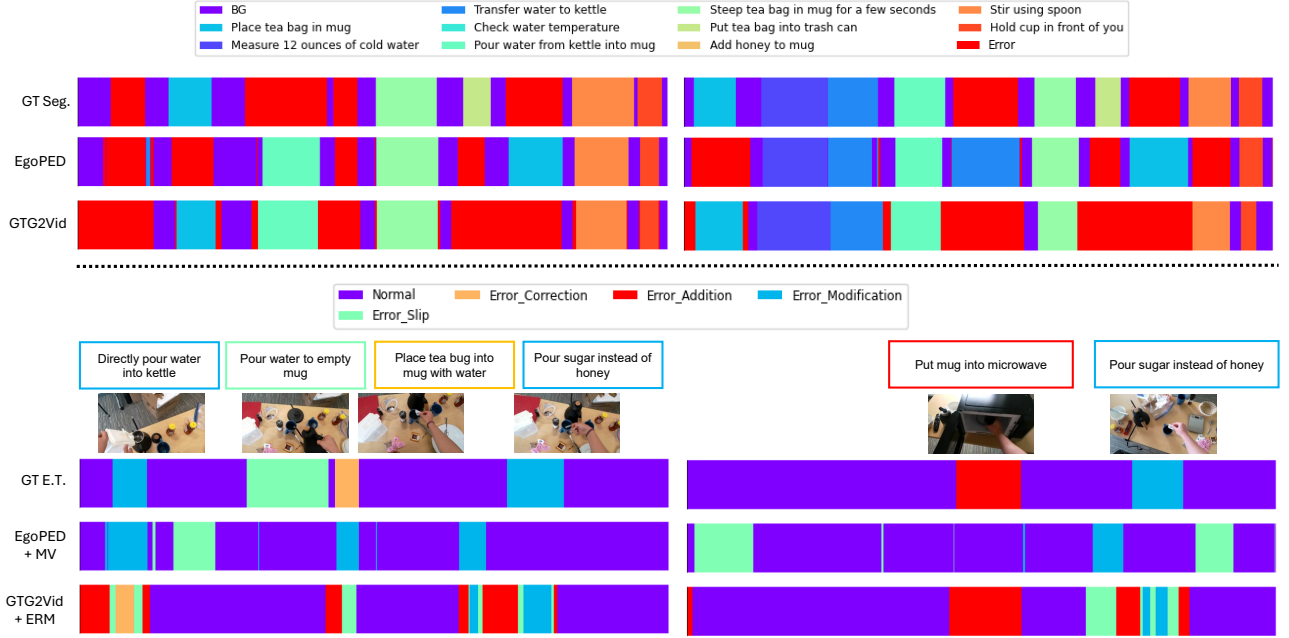 BG
Place tea bag in mug
Measure 12 ounces of cold water
Transfer water to kettle
Check water temperature
Pour water from kettle into mug
Steep tea bag in mug for a few seconds
Put tea bag into trash can
Add honey to mug
Stir using spoon
Hold cup in front of you
Error
GT Seg.
EgoPED
GTG2Vid
Normal
Error_Slip
Error_Correction
Error_Addition
Error_Modification
Directly pour water
into kettle
Pour water to empty
mug
Place tea bug into
mug with water
Pour sugar instead of
honey
Put mug into microwave
Pour sugar instead of honey
GT E.T.
EgoPED
+ MV
GTG2Vid
+ ERM